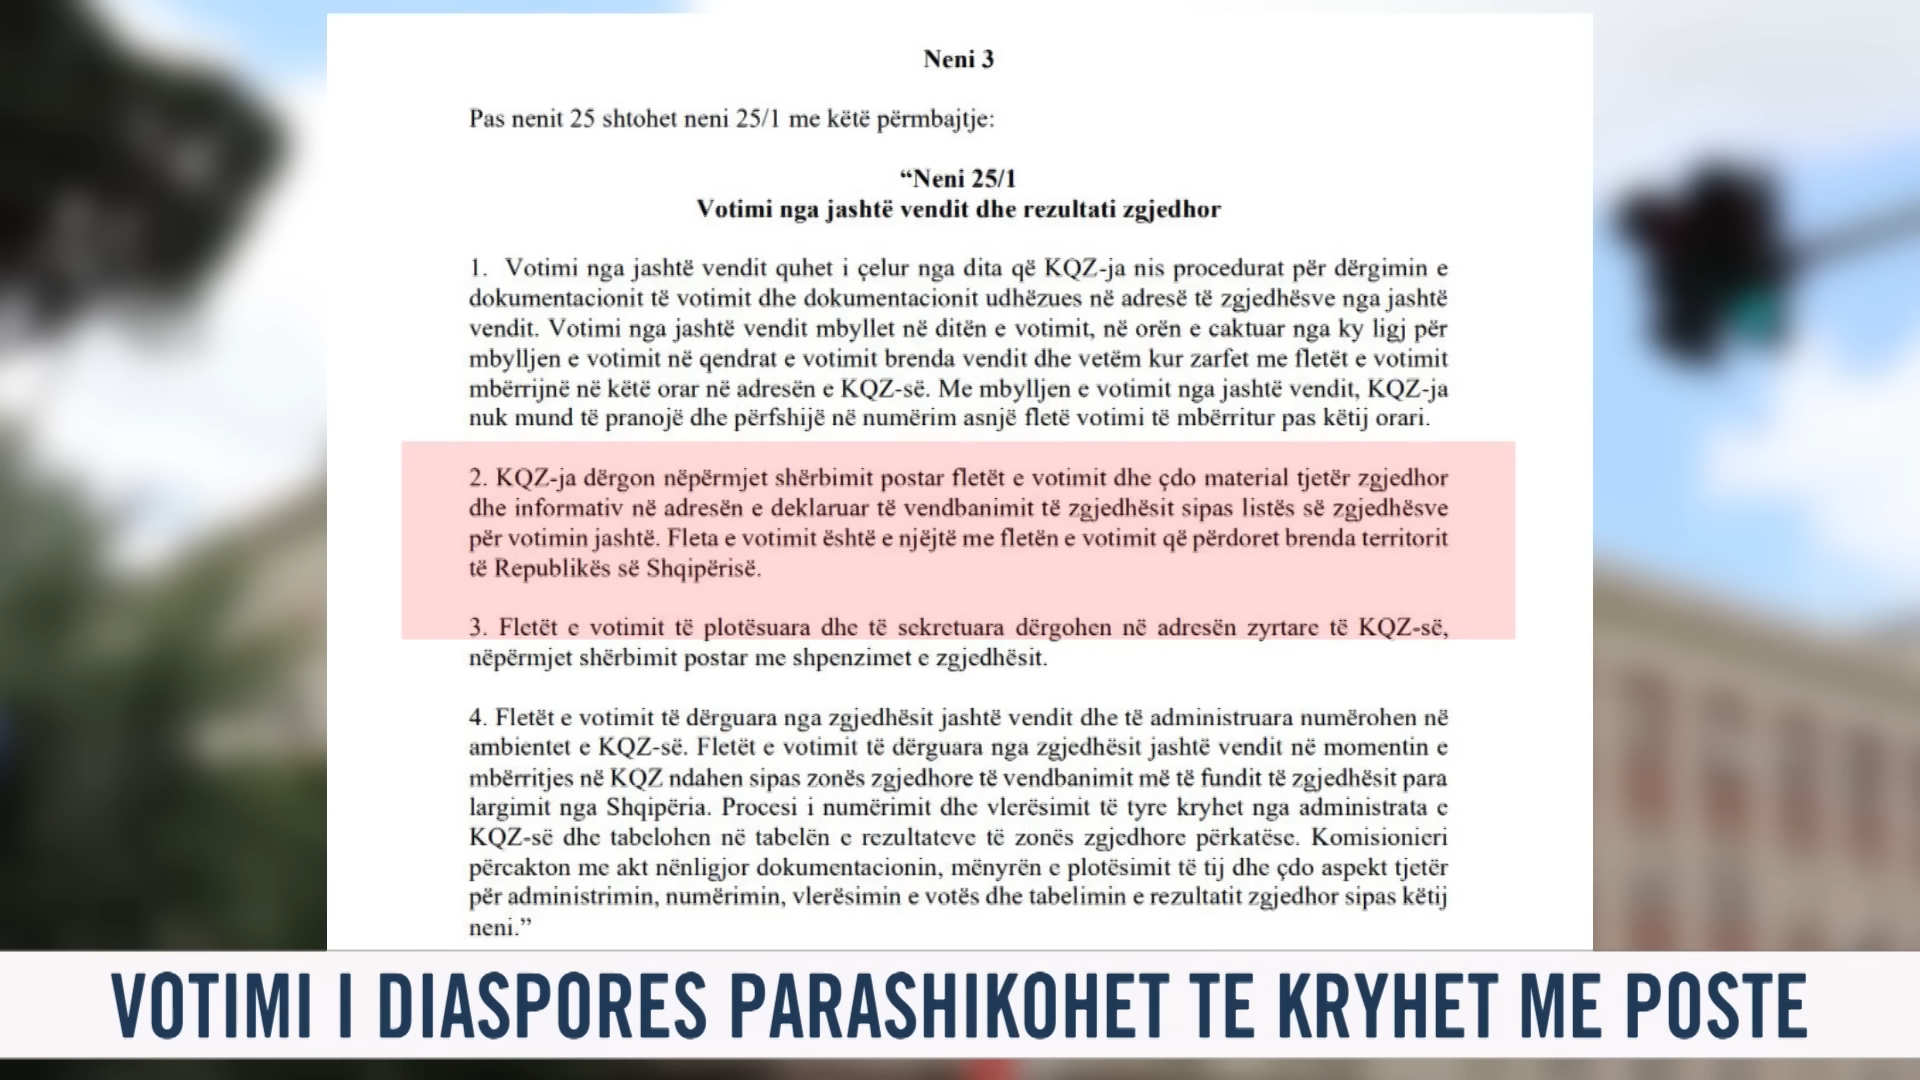 Neni 3
Pas nenit 25 shtohet neni 25/1 me këtë përmbajtje:
“Neni 25/1
Votimi nga jashtë vendit dhe rezultati zgjedhor
1. Votimi nga jashtë vendit quhet i çelur nga dita që KQZ-ja nis procedurat për dërgimin e
dokumentacionit të votimit dhe dokumentacionit udhëzues në adresë të zgjedhësve nga jashtë
vendit. Votimi nga jashtë vendit mbyllet në ditën e votimit, në orën e caktuar nga ky ligj për
mbylljen e votimit në qendrat e votimit brenda vendit dhe vetëm kur zarfet me fletët e votimit
mbërrijnë në këtë orar në adresën e KQZ-së. Me mbylljen e votimit nga jashtë vendit, KQZ-ja
nuk mund të pranojë dhe përfshijë në numërim asnjë fletë votimi të mbërritur pas këtij orari.
2. KQZ-ja dërgon nëpërmjet shërbimit postar fletët e votimit dhe çdo material tjetër zgjedhor
dhe informativ në adresën e deklaruar të vendbanimit të zgjedhësit sipas listës së zgjedhësve
për votimin jashtë. Fleta e votimit është e njëjtë me fletën e votimit që përdoret brenda territorit
të Republikës së Shqipërisë.
3. Fletët e votimit të plotësuara dhe të sekretuara dërgohen në adresën zyrtare të KQZ-së,
nëpërmjet shërbimit postar me shpenzimet e zgjedhësit.
4. Fletët e votimit të dërguara nga zgjedhësit jashtë vendit dhe të administruara numërohen në
ambientet e KQZ-së. Fletët e votimit të dërguara nga zgjedhësit jashtë vendit në momentin e
mbërritjes në KQZ ndahen sipas zonës zgjedhore të vendbanimit më të fundit të zgjedhësit para
largimit nga Shqipëria. Procesi i numërimit dhe vlerësimit të tyre kryhet nga administrata e
KQZ-së dhe tabelohen në tabelën e rezultateve të zonës zgjedhore përkatëse. Komisionieri
përcakton me akt nënligjor dokumentacionin, mënyrën e plotësimit të tij dhe çdo aspekt tjetër
për administrimin, numërimin, vlerësimin e votës dhe tabelimin e rezultatit zgjedhor sipas këtij
neni.”
VOTIMI I DIASPORES PARASHIKOHET TE KRYHET ME POSTE